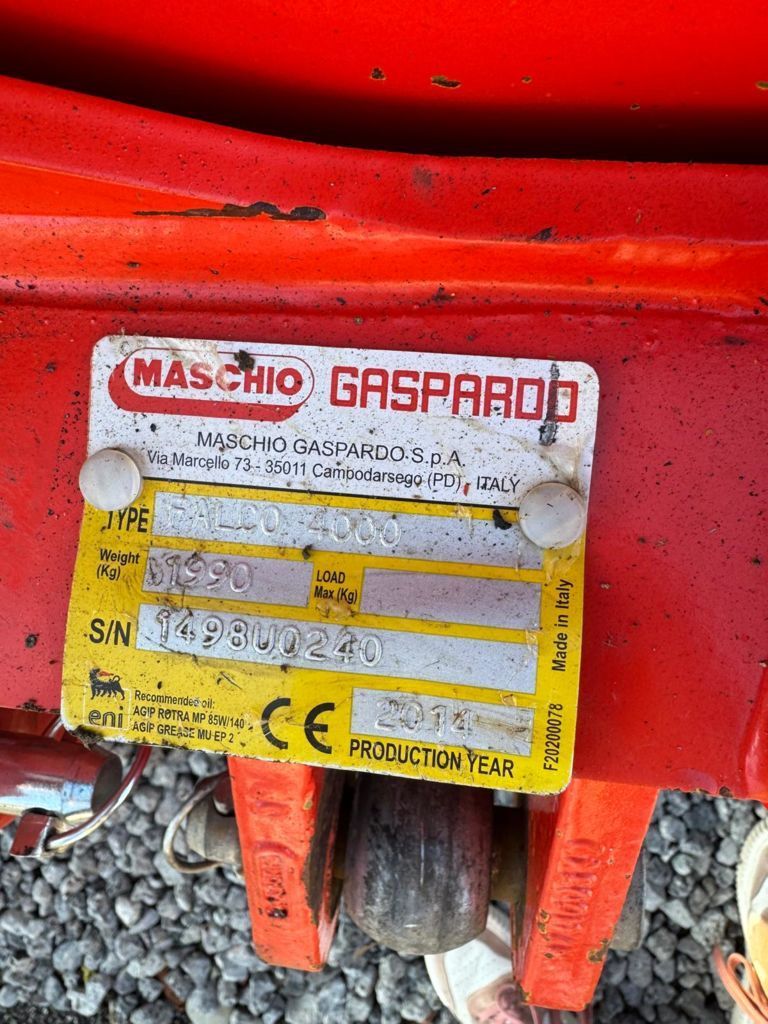 MASCHIO GASPARDO
MASCHIO GASPARDO S.p.A.
Via Marcello 73 - 35011 Campodarsego (PD), ITALY
TYPE FALCO 4000
Weight (Kg) 1990 LOAD Max (Kg)
S/N 1498U0240
Made in Italy
eni
Recommended oil:
AGIP ROTRA MP 85W/140
AGIP GREASE MU EP 2
CE
2014
PRODUCTION YEAR
F20200078